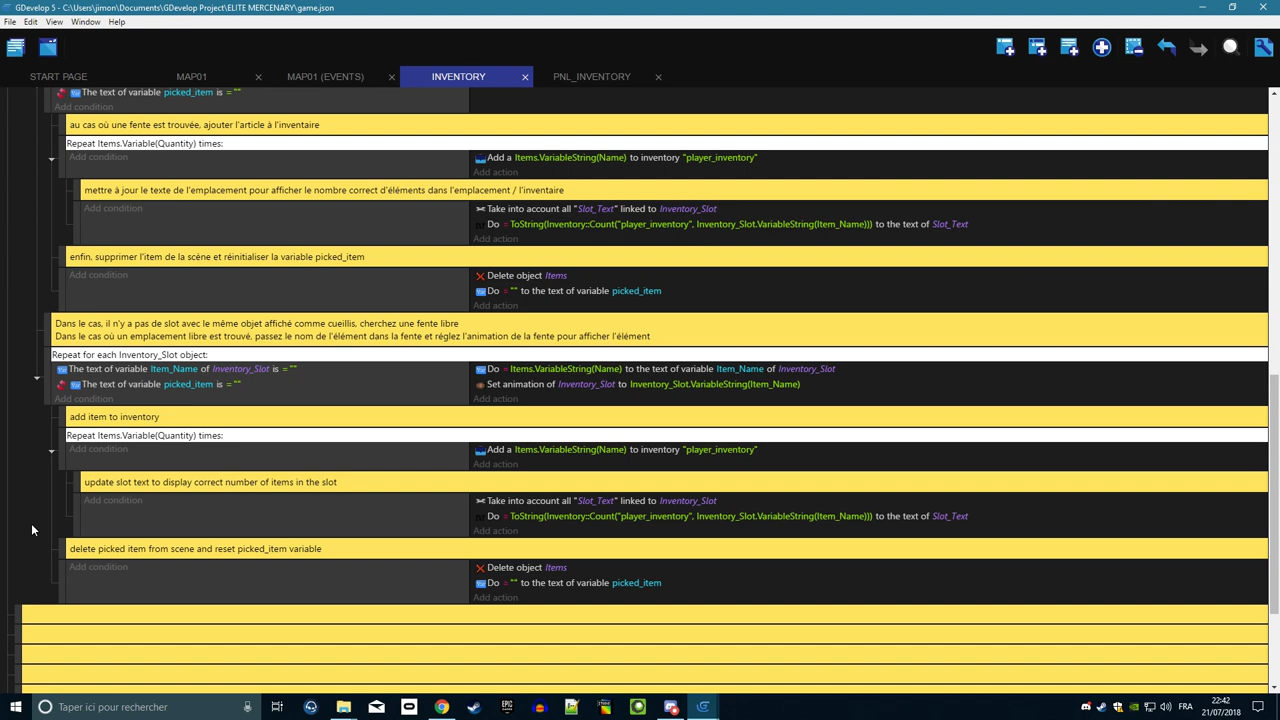 GDevelop 5 - C:\Users\jimon\Documents\GDevelop Project\ELITE MERCENARY\game.json
File Edit View Window Help
START PAGE MAP01 × MAP01 (EVENTS) × INVENTORY × PNL_INVENTORY ×
The text of variable picked_item is = ""
Add condition
au cas où une fente est trouvée, ajouter l'article à l'inventaire
Repeat Items.Variable(Quantity) times:
Add condition
Add a Items.VariableString(Name) to inventory "player_inventory"
Add action
mettre à jour le texte de l'emplacement pour afficher le nombre correct d'éléments dans l'emplacement / l'inventaire
Add condition
Take into account all "Slot_Text" linked to Inventory_Slot
Do = ToString(Inventory::Count("player_inventory", Inventory_Slot.VariableString(Item_Name))) to the text of Slot_Text
Add action
enfin, supprimer l'item de la scène et réinitialiser la variable picked_item
Add condition
Delete object Items
Do = "" to the text of variable picked_item
Add action
Dans le cas, il n'y a pas de slot avec le même objet affiché comme cueillis, cherchez une fente libre
Dans le cas où un emplacement libre est trouvé, passez le nom de l'élément dans la fente et réglez l'animation de la fente pour afficher l'élément
Repeat for each Inventory_Slot object:
The text of variable Item_Name of Inventory_Slot is = ""
The text of variable picked_item is = ""
Add condition
Do = Items.VariableString(Name) to the text of variable Item_Name of Inventory_Slot
Set animation of Inventory_Slot to Inventory_Slot.VariableString(Item_Name)
Add action
add item to inventory
Repeat Items.Variable(Quantity) times:
Add condition
Add a Items.VariableString(Name) to inventory "player_inventory"
Add action
update slot text to display correct number of items in the slot
Add condition
Take into account all "Slot_Text" linked to Inventory_Slot
Do = ToString(Inventory::Count("player_inventory", Inventory_Slot.VariableString(Item_Name))) to the text of Slot_Text
Add action
delete picked item from scene and reset picked_item variable
Add condition
Delete object Items
Do = "" to the text of variable picked_item
Add action
Taper ici pour rechercher
FRA
22:42
21/07/2018